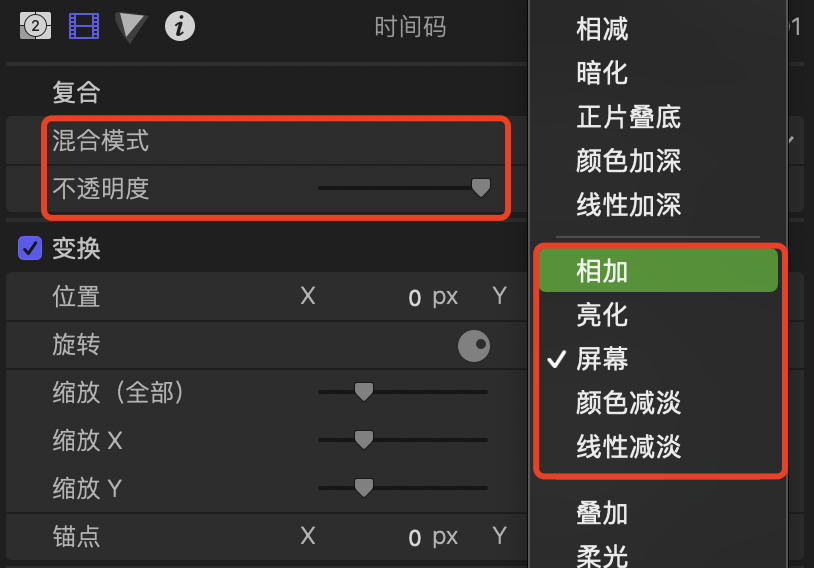 2
i
时间码
1
复合
混合模式
不透明度
变换
位置 X 0 px Y
旋转
缩放（全部）
缩放 X
缩放 Y
锚点 X 0 px Y
相减
暗化
正片叠底
颜色加深
线性加深
相加
亮化
屏幕
颜色减淡
线性减淡
叠加
柔光